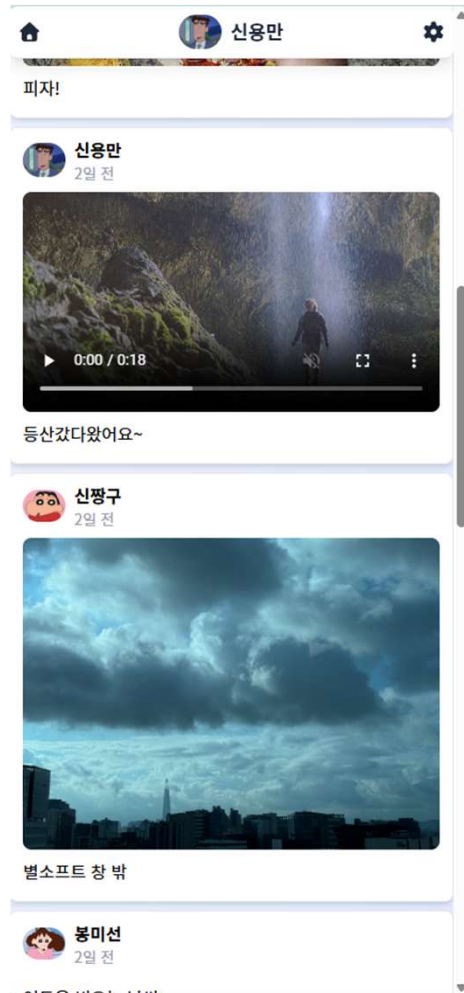 신용만
피자!
신용만
2일 전
0:00 / 0:18
등산갔다왔어요~
신짱구
2일 전
별소프트 창 밖
봉미선
2일 전